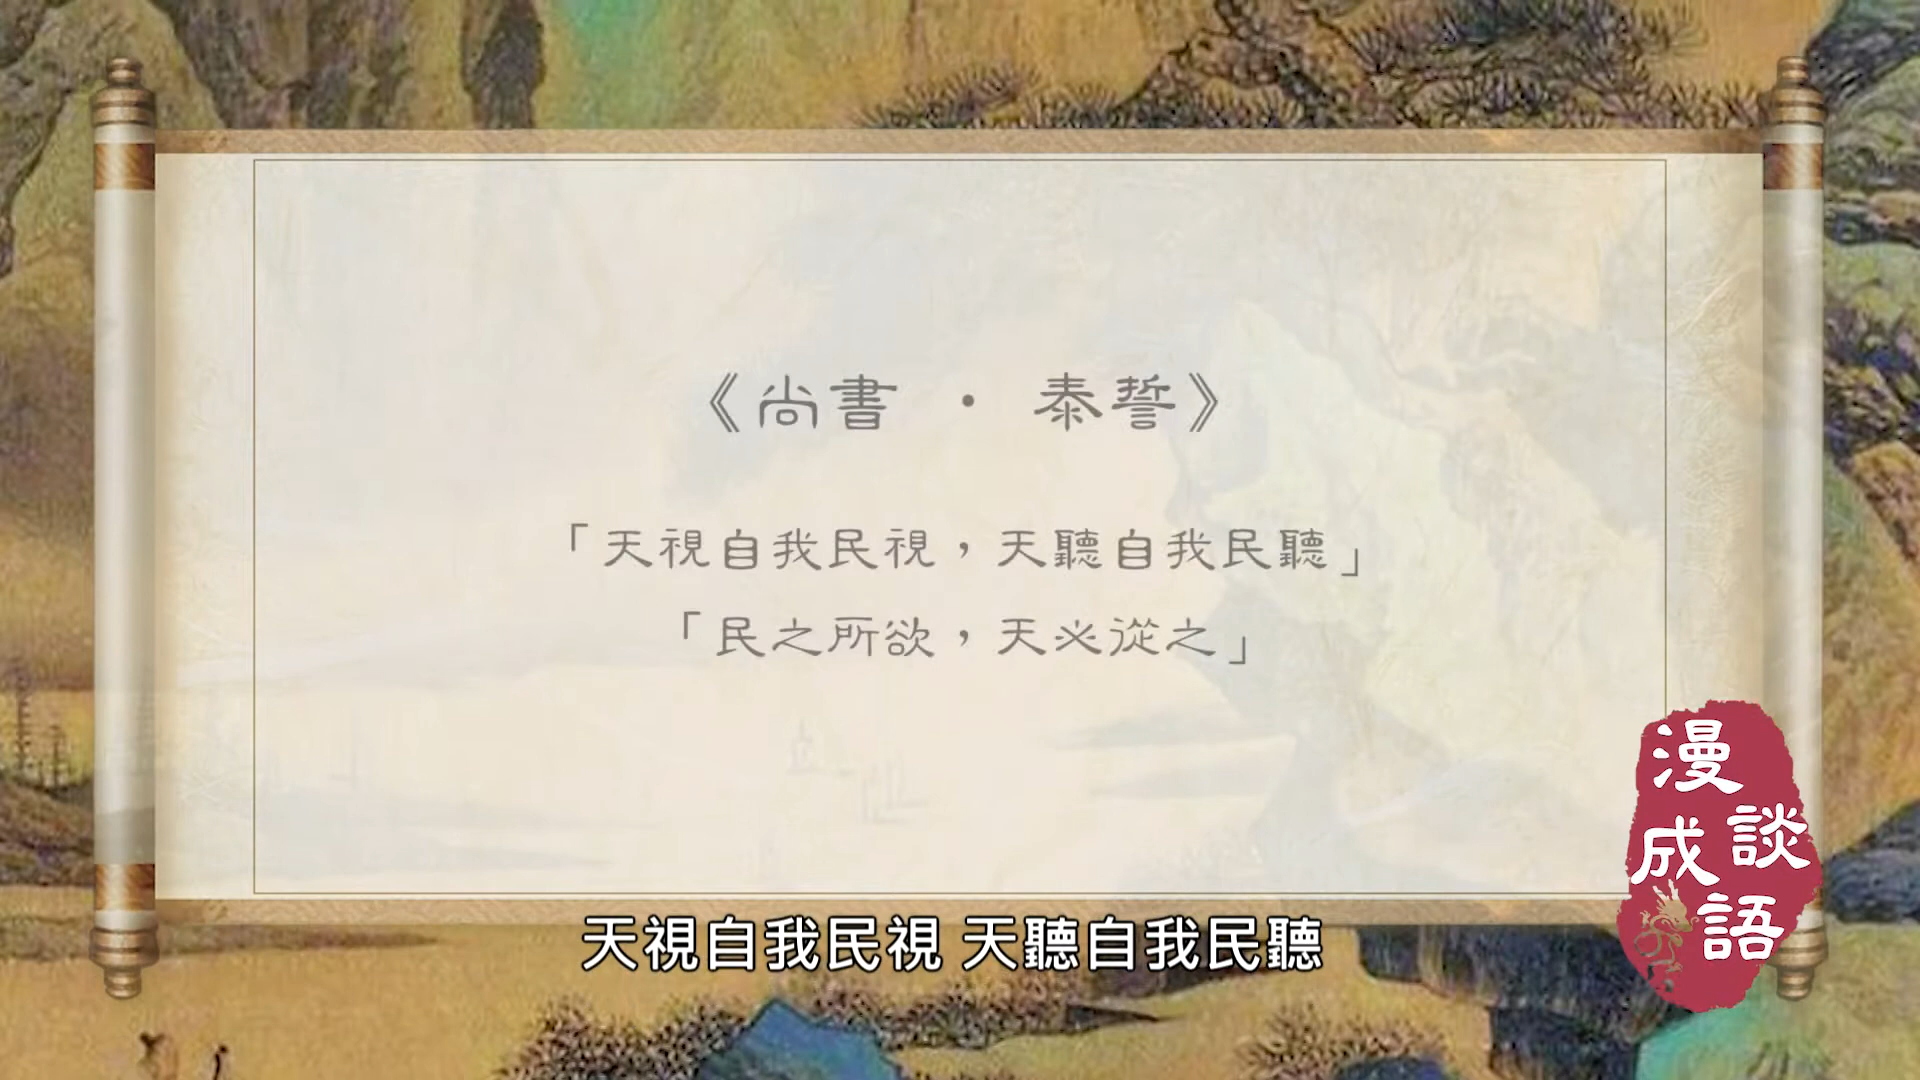 《尚書 · 泰誓》
「天視自我民視，天聽自我民聽」
「民之所欲，天必從之」
天視自我民視 天聽自我民聽
漫談
成語